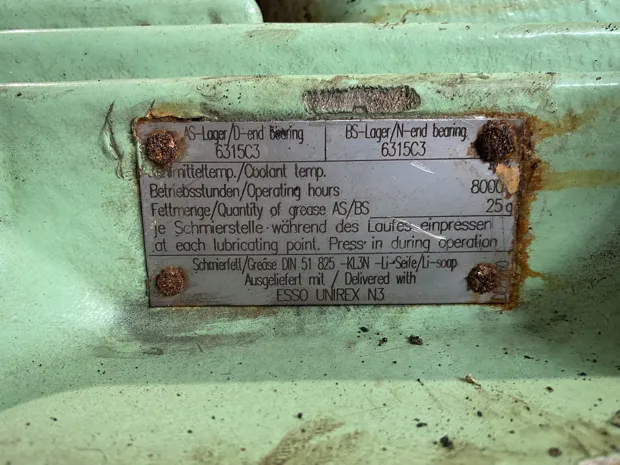 AS-Lager/D-end bearing BS-Lager/N-end bearing
6315C3 6315C3
mitteltemp./Coolant temp.
Betriebsstunden/Operating hours 8000
Fettmenge/Quantity of grease AS/BS 25 g
je Schmierstelle während des Laufes einpressen
at each lubricating point. Press in during operation
Schmierfett/Grease DIN 51 825 -KL3N -Li-Seife/Li-soap
Ausgeliefert mit / Delivered with
ESSO UNIREX N3